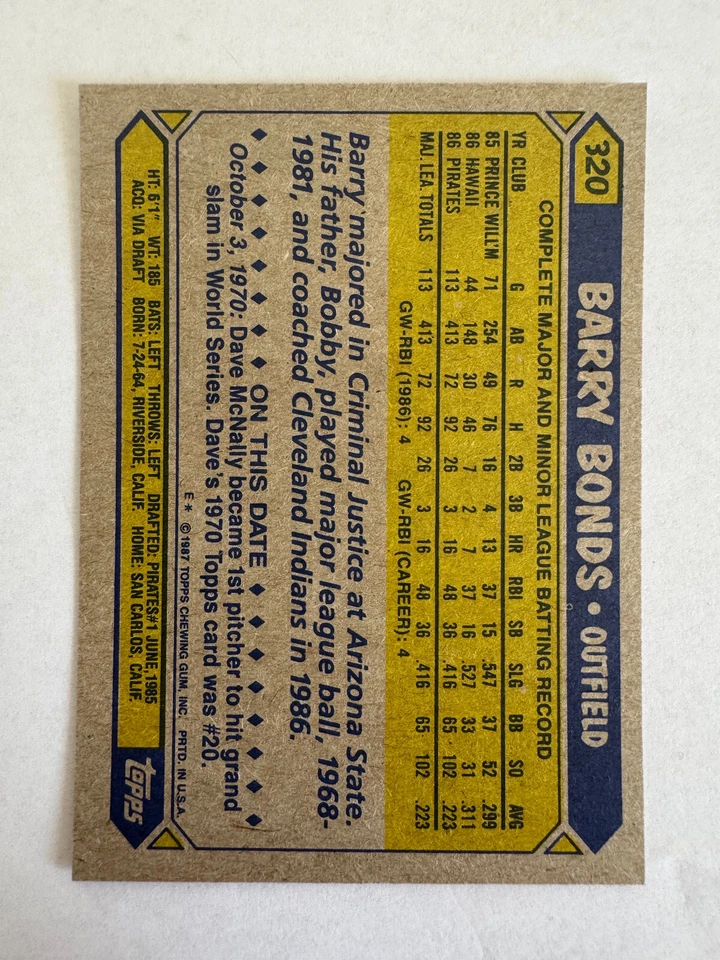 320 BARRY BONDS • OUTFIELD
COMPLETE MAJOR AND MINOR LEAGUE BATTING RECORD
YR CLUB G AB R H 2B 3B HR RBI SB SLG BB SO AVG
85 PRINCE WILL'M 71 254 49 76 16 4 13 37 15 .547 37 52 .299
86 HAWAII 44 148 30 46 7 2 7 37 16 .527 33 31 .311
86 PIRATES 113 413 72 92 26 3 16 48 36 .416 65 102 .223
MAJ. LEA. TOTALS 113 413 72 92 26 3 16 48 36 .416 65 102 .223
GW-RBI (1986): 4 GW-RBI (CAREER): 4
Barry majored in Criminal Justice at Arizona State.
His father, Bobby, played major league ball, 1968-
1981, and coached Cleveland Indians in 1986.
ON THIS DATE
October 3, 1970: Dave McNally became 1st pitcher to hit grand
slam in World Series. Dave's 1970 Topps card was #20.
E* ©1987 TOPPS CHEWING GUM, INC. PRTD. IN U.S.A.
HT: 6'1" WT: 185 BATS: LEFT THROWS: LEFT DRAFTED: PIRATES#1 JUNE, 1985
ACQ: VIA DRAFT BORN: 7-24-64, RIVERSIDE, CALIF. HOME: SAN CARLOS, CALIF.
topps